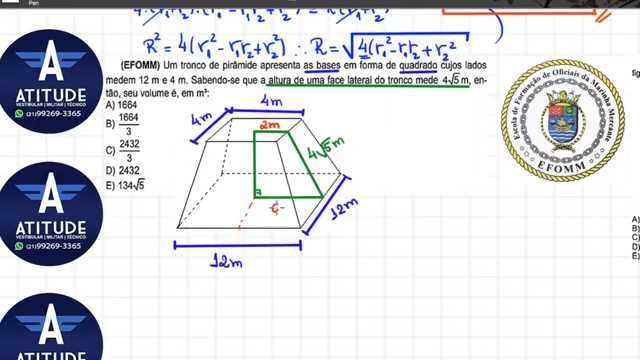 Pen
R² = 4(r₁² - r₁r₂ + r₂²) ∴ R = √4(r₁² - r₁r₂ + r₂²
(EFOMM) Um tronco de pirâmide apresenta as bases em forma de quadrado cujos lados
medem 12 m e 4 m. Sabendo-se que a altura de uma face lateral do tronco mede 4√5 m, en-
tão, seu volume é, em m³:
A) 1664
B) 1664/3
C) 2432/3
D) 2432
E) 134√5
4m
4m
2m
4√5 m
12m
12m
ATITUDE
VESTIBULAR | MILITAR | TÉCNICO
(21)99269-3365
ATITUDE
VESTIBULAR | MILITAR | TÉCNICO
(21)99269-3365
Escola de Formação de Oficiais da Marinha Mercante
EFOMM
A)
B)
C)
D)
E)